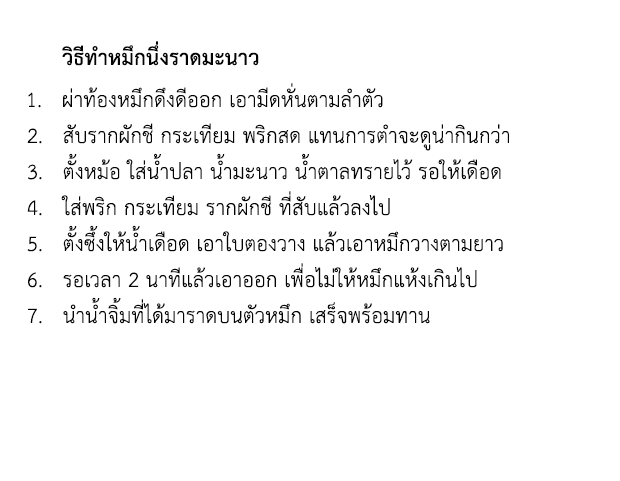 วิธีทำหมึกนึ่งราดมะนาว
1. ผ่าท้องหมึกดึงดีออก เอามีดหั่นตามลำตัว
2. สับรากผักชี กระเทียม พริกสด แทนการตำจะดูน่ากินกว่า
3. ตั้งหม้อ ใส่น้ำปลา น้ำมะนาว น้ำตาลทรายไว้ รอให้เดือด
4. ใส่พริก กระเทียม รากผักชี ที่สับแล้วลงไป
5. ตั้งซึ้งให้น้ำเดือด เอาใบตองวาง แล้วเอาหมึกวางตามยาว
6. รอเวลา 2 นาทีแล้วเอาออก เพื่อไม่ให้หมึกแห้งเกินไป
7. นำน้ำจิ้มที่ได้มาราดบนตัวหมึก เสร็จพร้อมทาน